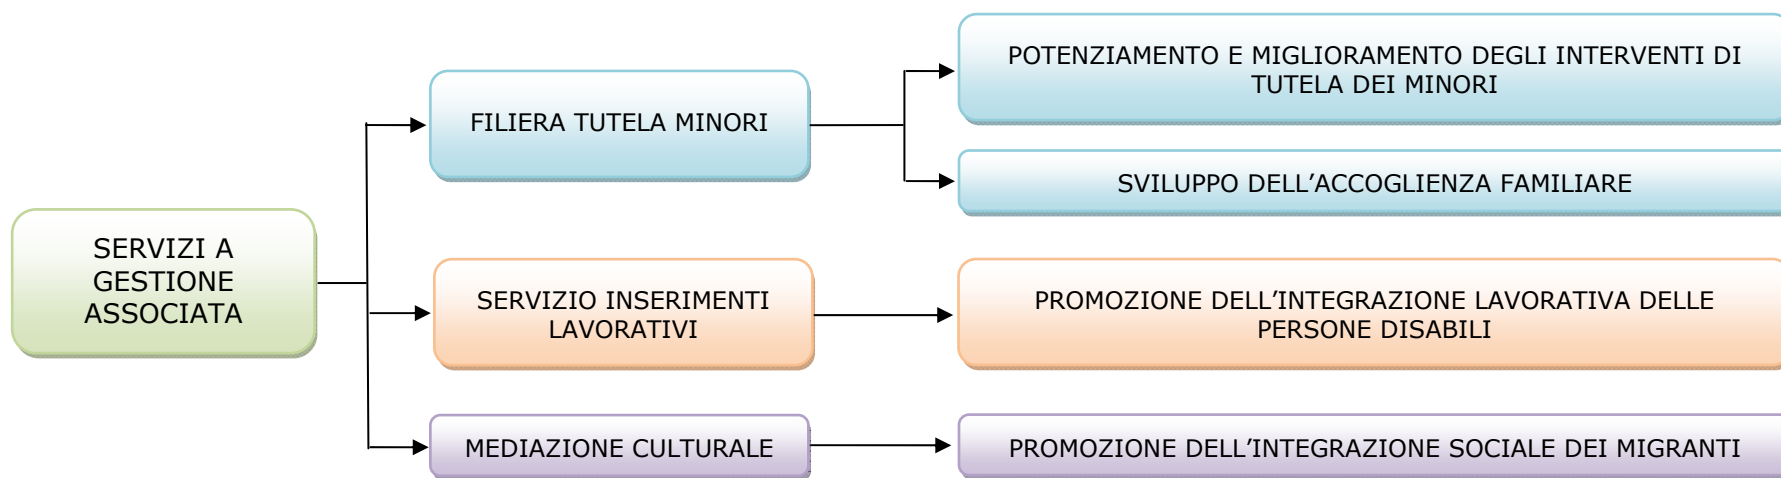 SERVIZI A
GESTIONE
ASSOCIATA
FILIERA TUTELA MINORI
POTENZIAMENTO E MIGLIORAMENTO DEGLI INTERVENTI DI
TUTELA DEI MINORI
SVILUPPO DELL’ACCOGLIENZA FAMILIARE
SERVIZIO INSERIMENTI
LAVORATIVI
PROMOZIONE DELL’INTEGRAZIONE LAVORATIVA DELLE
PERSONE DISABILI
MEDIAZIONE CULTURALE
PROMOZIONE DELL’INTEGRAZIONE SOCIALE DEI MIGRANTI